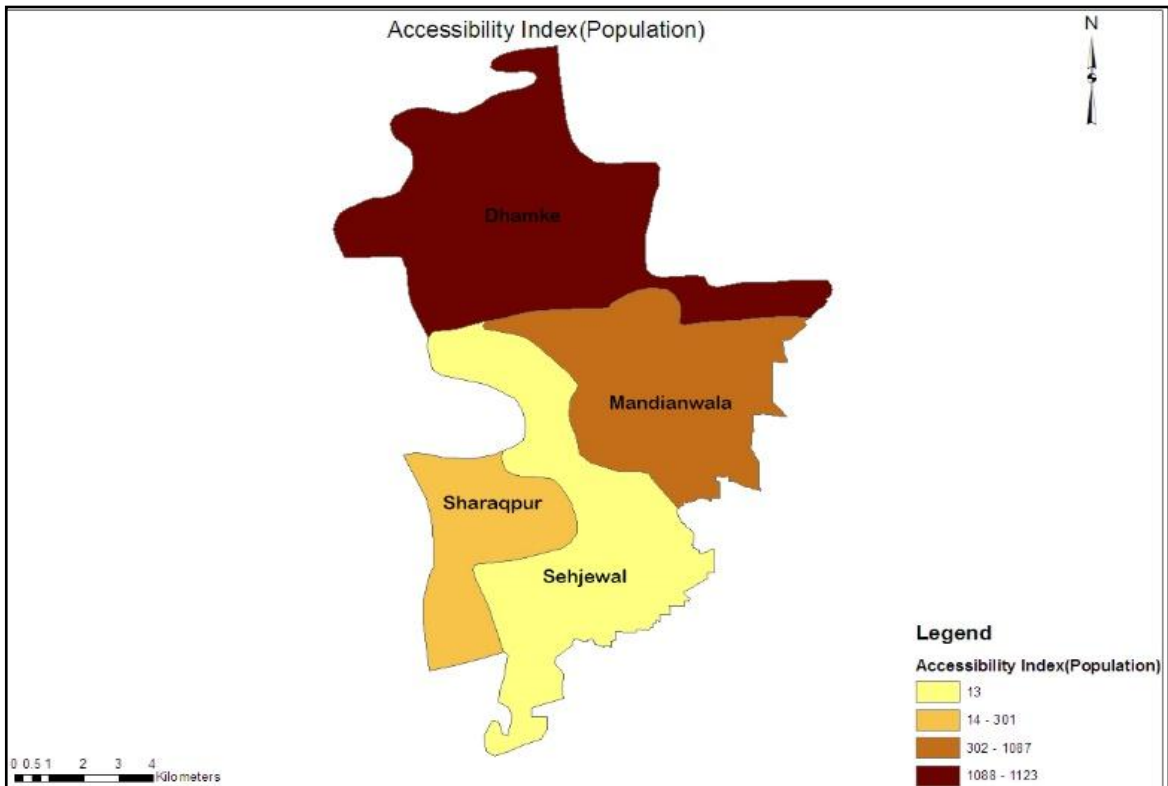 Accessibility Index(Population)
N
Dhamke
Mandianwala
Sharaqpur
Sehjewal
Legend
Accessibility Index(Population)
13
14 - 301
302 - 1087
1088 - 1123
0 0.5 1 2 3 4
Kilometers